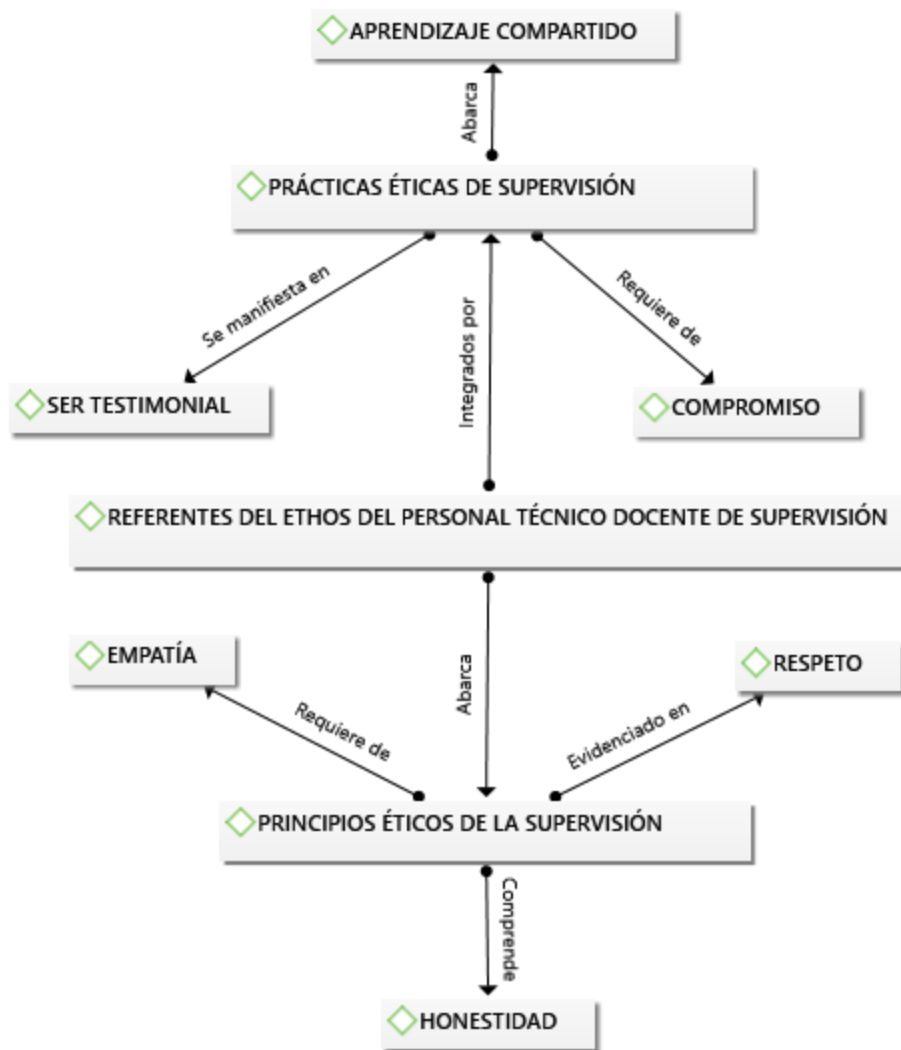 APRENDIZAJE COMPARTIDO
Abarca
PRÁCTICAS ÉTICAS DE SUPERVISIÓN
Se manifiesta en
Integrados por
Requiere de
SER TESTIMONIAL
COMPROMISO
REFERENTES DEL ETHOS DEL PERSONAL TÉCNICO DOCENTE DE SUPERVISIÓN
EMPATÍA
Abarca
RESPETO
Requiere de
Evidenciado en
PRINCIPIOS ÉTICOS DE LA SUPERVISIÓN
Comprende
HONESTIDAD